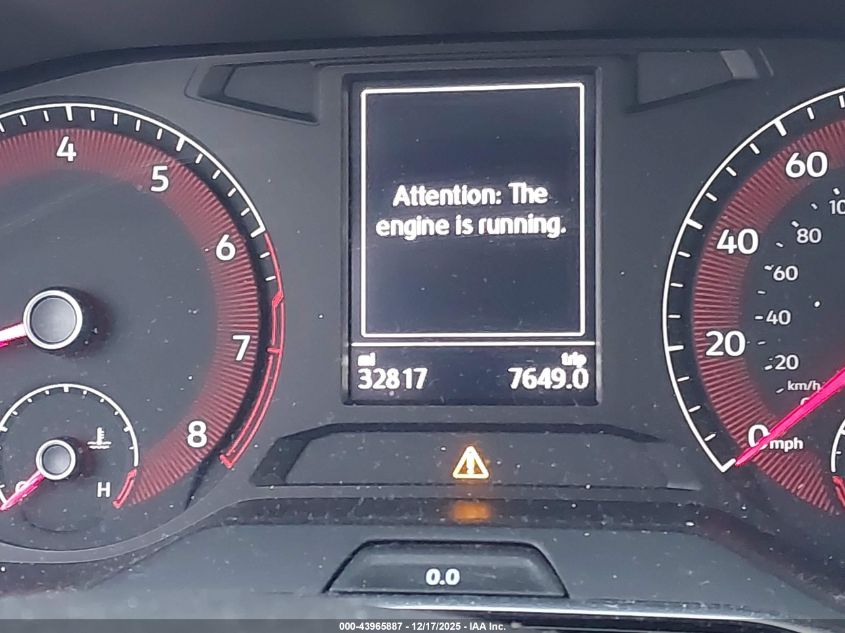 4
5
6
7
8
H
Attention: The
engine is running.
mi trip
32817 7649.0
60
40
20
0 mph
80
60
40
20
km/h
0.0
000-43965887 - 12/17/2025 - IAA Inc.